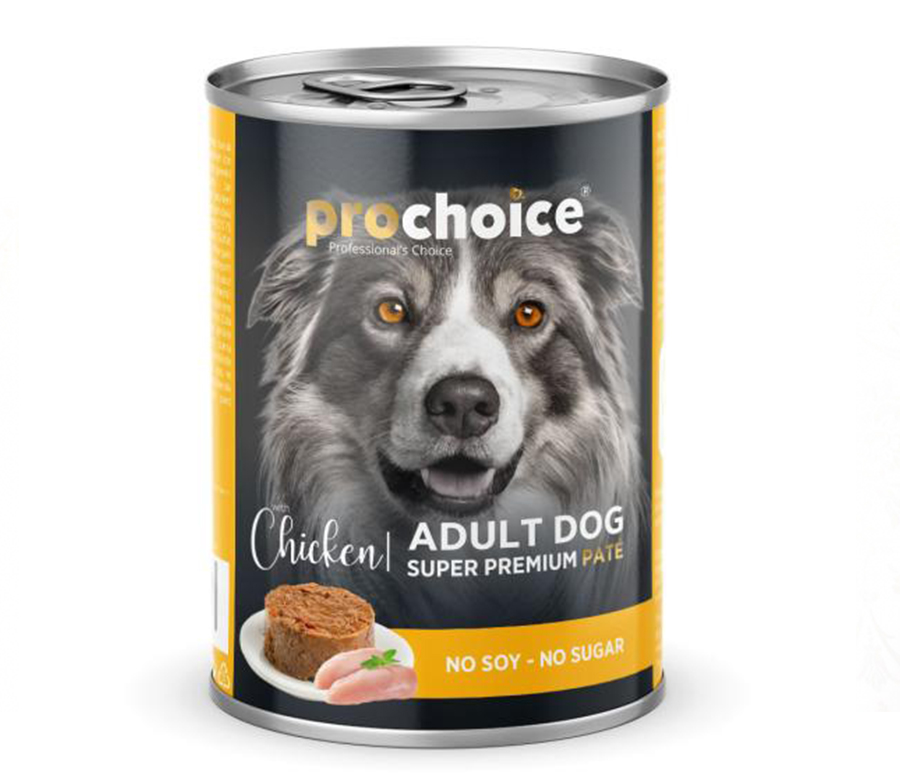 prochoice®
Professional's Choice
with
Chicken
ADULT DOG
SUPER PREMIUM PATE
NO SOY - NO SUGAR